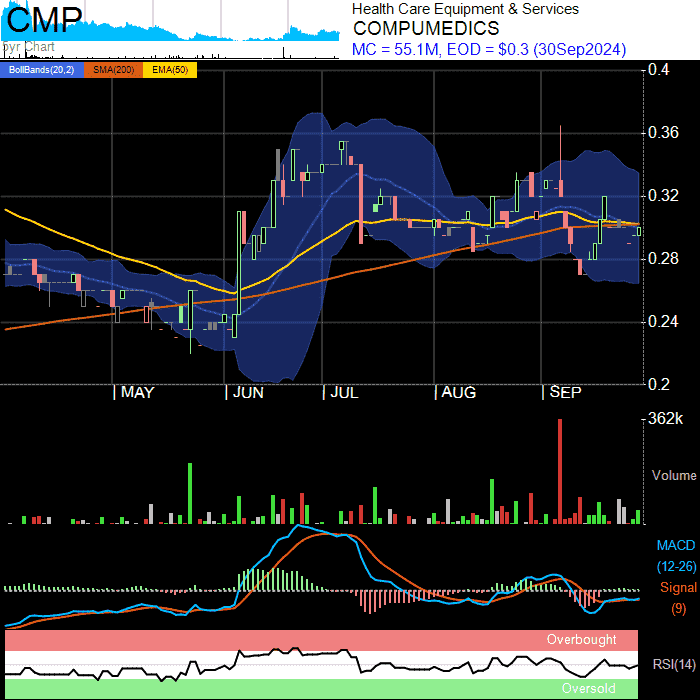 CMP
5yr Chart
Health Care Equipment & Services
COMPUMEDICS
MC = 55.1M, EOD = $0.3 (30Sep2024)
BollBands(20,2) SMA(200) EMA(50)
0.4
0.36
0.32
0.28
0.24
0.2
MAY JUN JUL AUG SEP
362k
Volume
MACD
(12-26)
Signal
(9)
Overbought
RSI(14)
Oversold